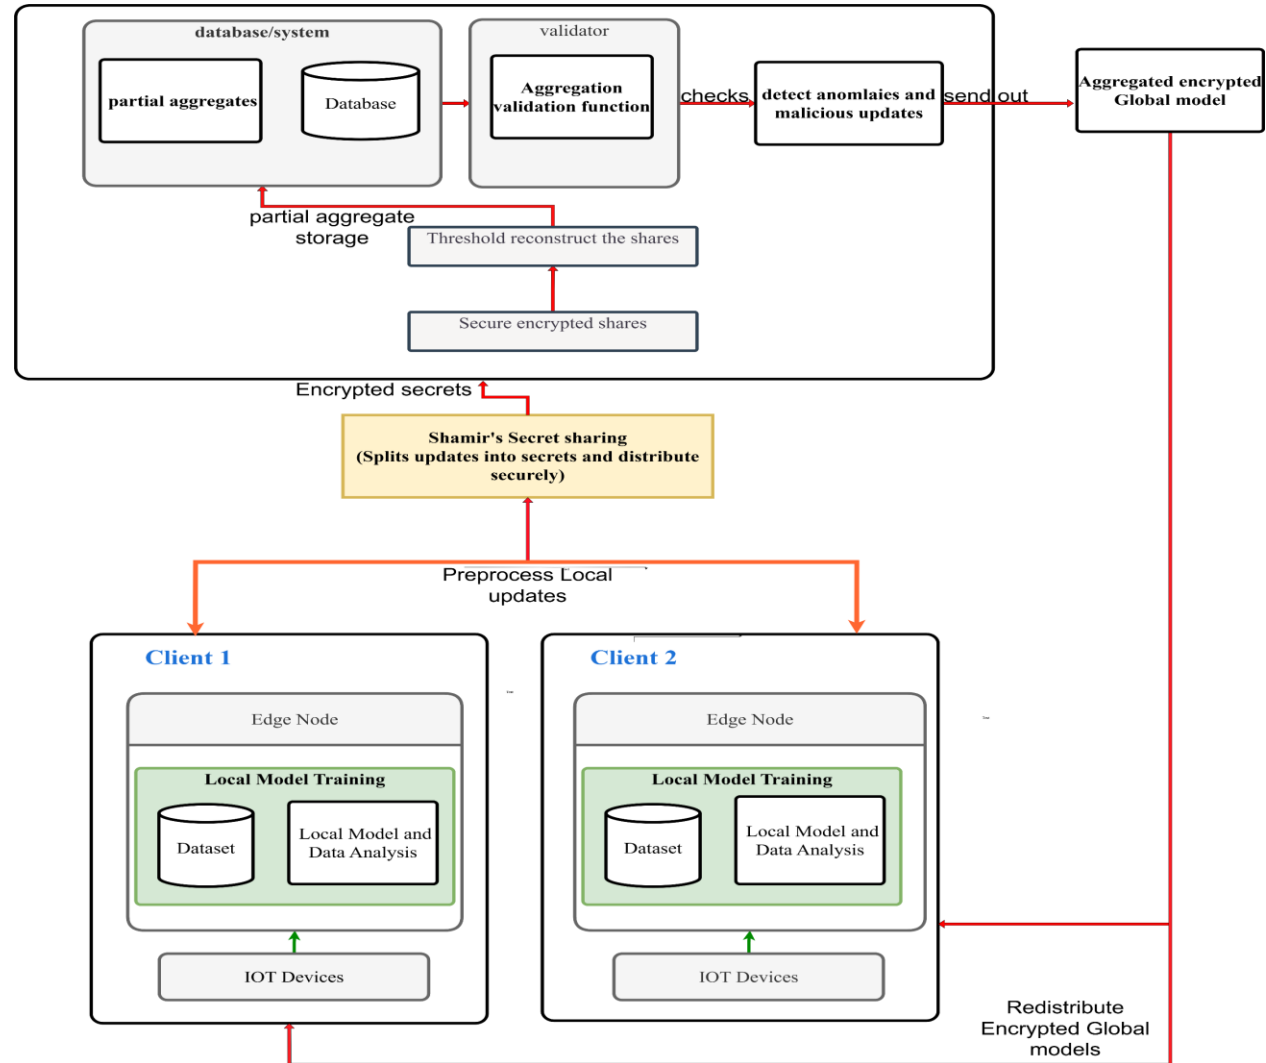 database/system
validator
partial aggregates
Database
Aggregation
validation function
checks
detect anomlaies and
malicious updates
send out
Aggregated encrypted
Global model
partial aggregate
storage
Threshold reconstruct the shares
Secure encrypted shares
Encrypted secrets
Shamir's Secret sharing
(Splits updates into secrets and distribute
securely)
Preprocess Local
updates
Client 1
Edge Node
Local Model Training
Dataset
Local Model and
Data Analysis
IOT Devices
Client 2
Edge Node
Local Model Training
Dataset
Local Model and
Data Analysis
IOT Devices
Redistribute
Encrypted Global
models